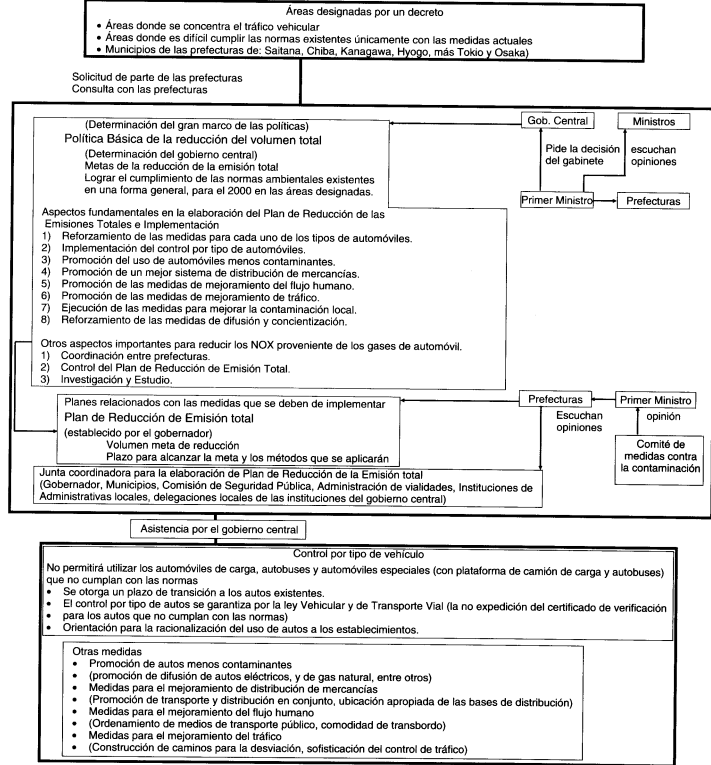 Áreas designadas por un decreto
• Áreas donde se concentra el tráfico vehicular
• Áreas donde es difícil cumplir las normas existentes únicamente con las medidas actuales
• Municipios de las prefecturas de: Saitana, Chiba, Kanagawa, Hyogo, más Tokio y Osaka)
Solicitud de parte de las prefecturas
Consulta con las prefecturas
(Determinación del gran marco de las políticas)
Política Básica de la reducción del volumen total
(Determinación del gobierno central)
Metas de la reducción de la emisión total
Lograr el cumplimiento de las normas ambientales existentes
en una forma general, para el 2000 en las áreas designadas.
Gob. Central
Ministros
Pide la decisión
del gabinete
escuchan
opiniones
Primer Ministro
Prefecturas
Aspectos fundamentales en la elaboración del Plan de Reducción de las
Emisiones Totales e Implementación
1) Reforzamiento de las medidas para cada uno de los tipos de automóviles.
2) Implementación del control por tipo de automóviles.
3) Promoción del uso de automóviles menos contaminantes.
4) Promoción de un mejor sistema de distribución de mercancías.
5) Promoción de las medidas de mejoramiento del flujo humano.
6) Promoción de las medidas de mejoramiento de tráfico.
7) Ejecución de las medidas para mejorar la contaminación local.
8) Reforzamiento de las medidas de difusión y concientización.
Otros aspectos importantes para reducir los NOX proveniente de los gases de automóvil.
1) Coordinación entre prefecturas.
2) Control del Plan de Reducción de Emisión Total.
3) Investigación y Estudio.
Planes relacionados con las medidas que se deben de implementar
Plan de Reducción de Emisión total
(establecido por el gobernador)
Volumen meta de reducción
Plazo para alcanzar la meta y los métodos que se aplicarán
Prefecturas
Primer Ministro
Escuchan
opiniones
opinión
Comité de
medidas contra
la contaminación
Junta coordinadora para la elaboración de Plan de Reducción de la Emisión total
(Gobernador, Municipios, Comisión de Seguridad Pública, Administración de vialidades, Instituciones de
Administrativas locales, delegaciones locales de las instituciones del gobierno central)
Asistencia por el gobierno central
Control por tipo de vehículo
No permitirá utilizar los automóviles de carga, autobuses y automóviles especiales (con plataforma de camión de carga y autobuses)
que no cumplan con las normas
• Se otorga un plazo de transición a los autos existentes.
• El control por tipo de autos se garantiza por la ley Vehicular y de Transporte Vial (la no expedición del certificado de verificación
• para los autos que no cumplan con las normas)
• Orientación para la racionalización del uso de autos a los establecimientos.
Otras medidas
• Promoción de autos menos contaminantes
• (promoción de difusión de autos eléctricos, y de gas natural, entre otros)
• Medidas para el mejoramiento de distribución de mercancías
• (Promoción de transporte y distribución en conjunto, ubicación apropiada de las bases de distribución)
• Medidas para el mejoramiento del flujo humano
• (Ordenamiento de medios de transporte público, comodidad de transbordo)
• Medidas para el mejoramiento del tráfico
• (Construcción de caminos para la desviación, sofisticación del control de tráfico)